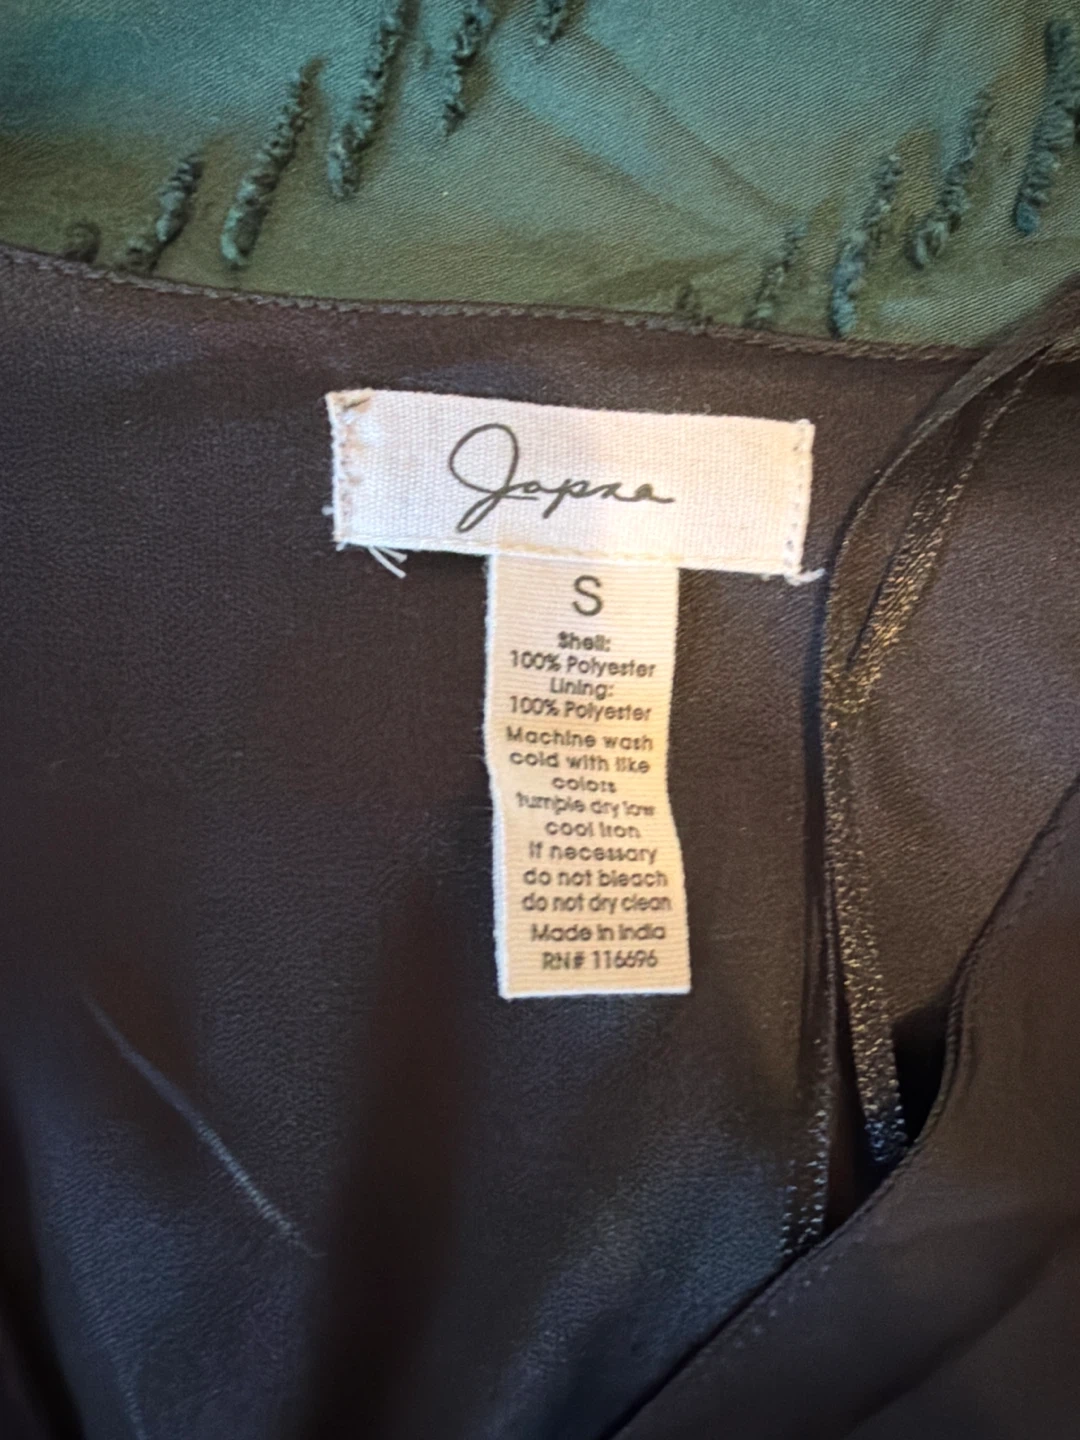 Japna
S
Shell:
100% Polyester
Lining:
100% Polyester
Machine wash
cold with like
colors
tumple dry low
cool iron
if necessary
do not bleach
do not dry clean
Made in India
RN# 116696